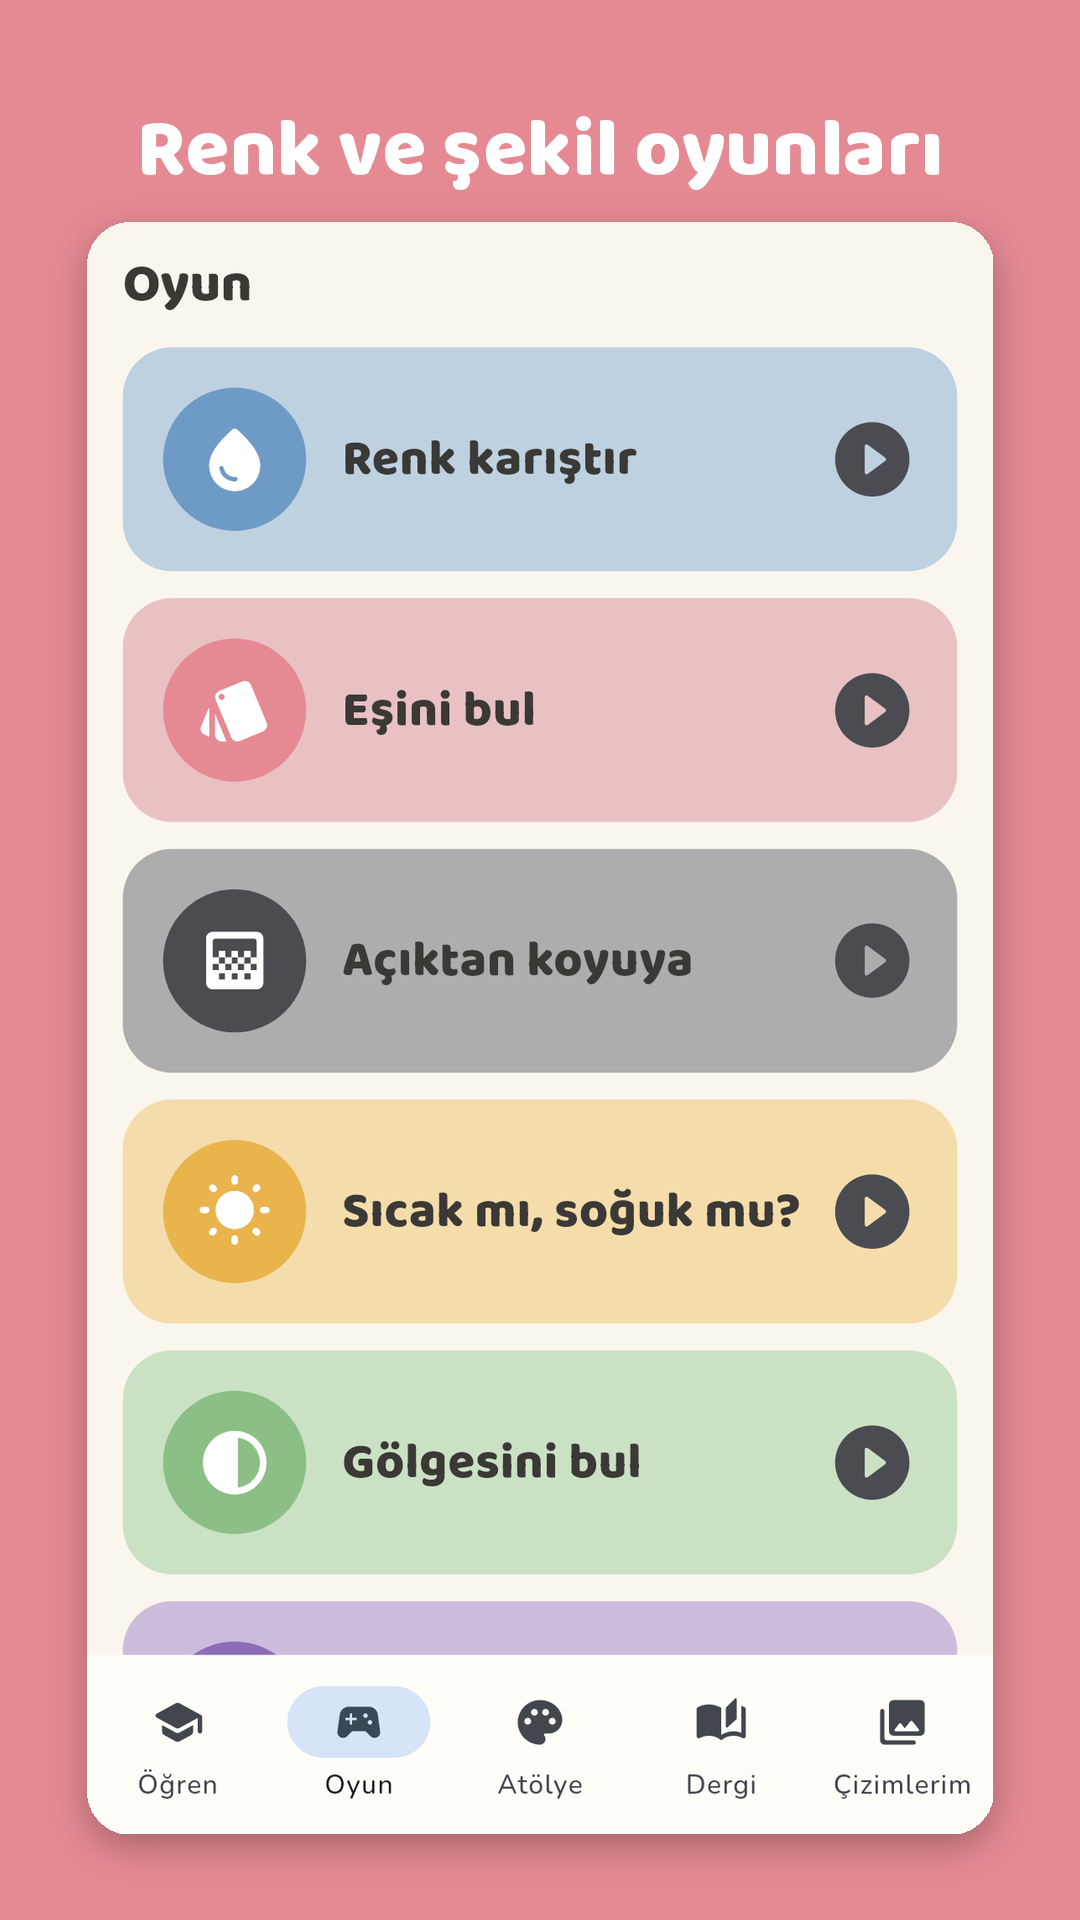 Renk ve şekil oyunları
Oyun
Renk karıştır
Eşini bul
Açıktan koyuya
Sıcak mı, soğuk mu?
Gölgesini bul
Öğren
Oyun
Atölye
Dergi
Çizimlerim